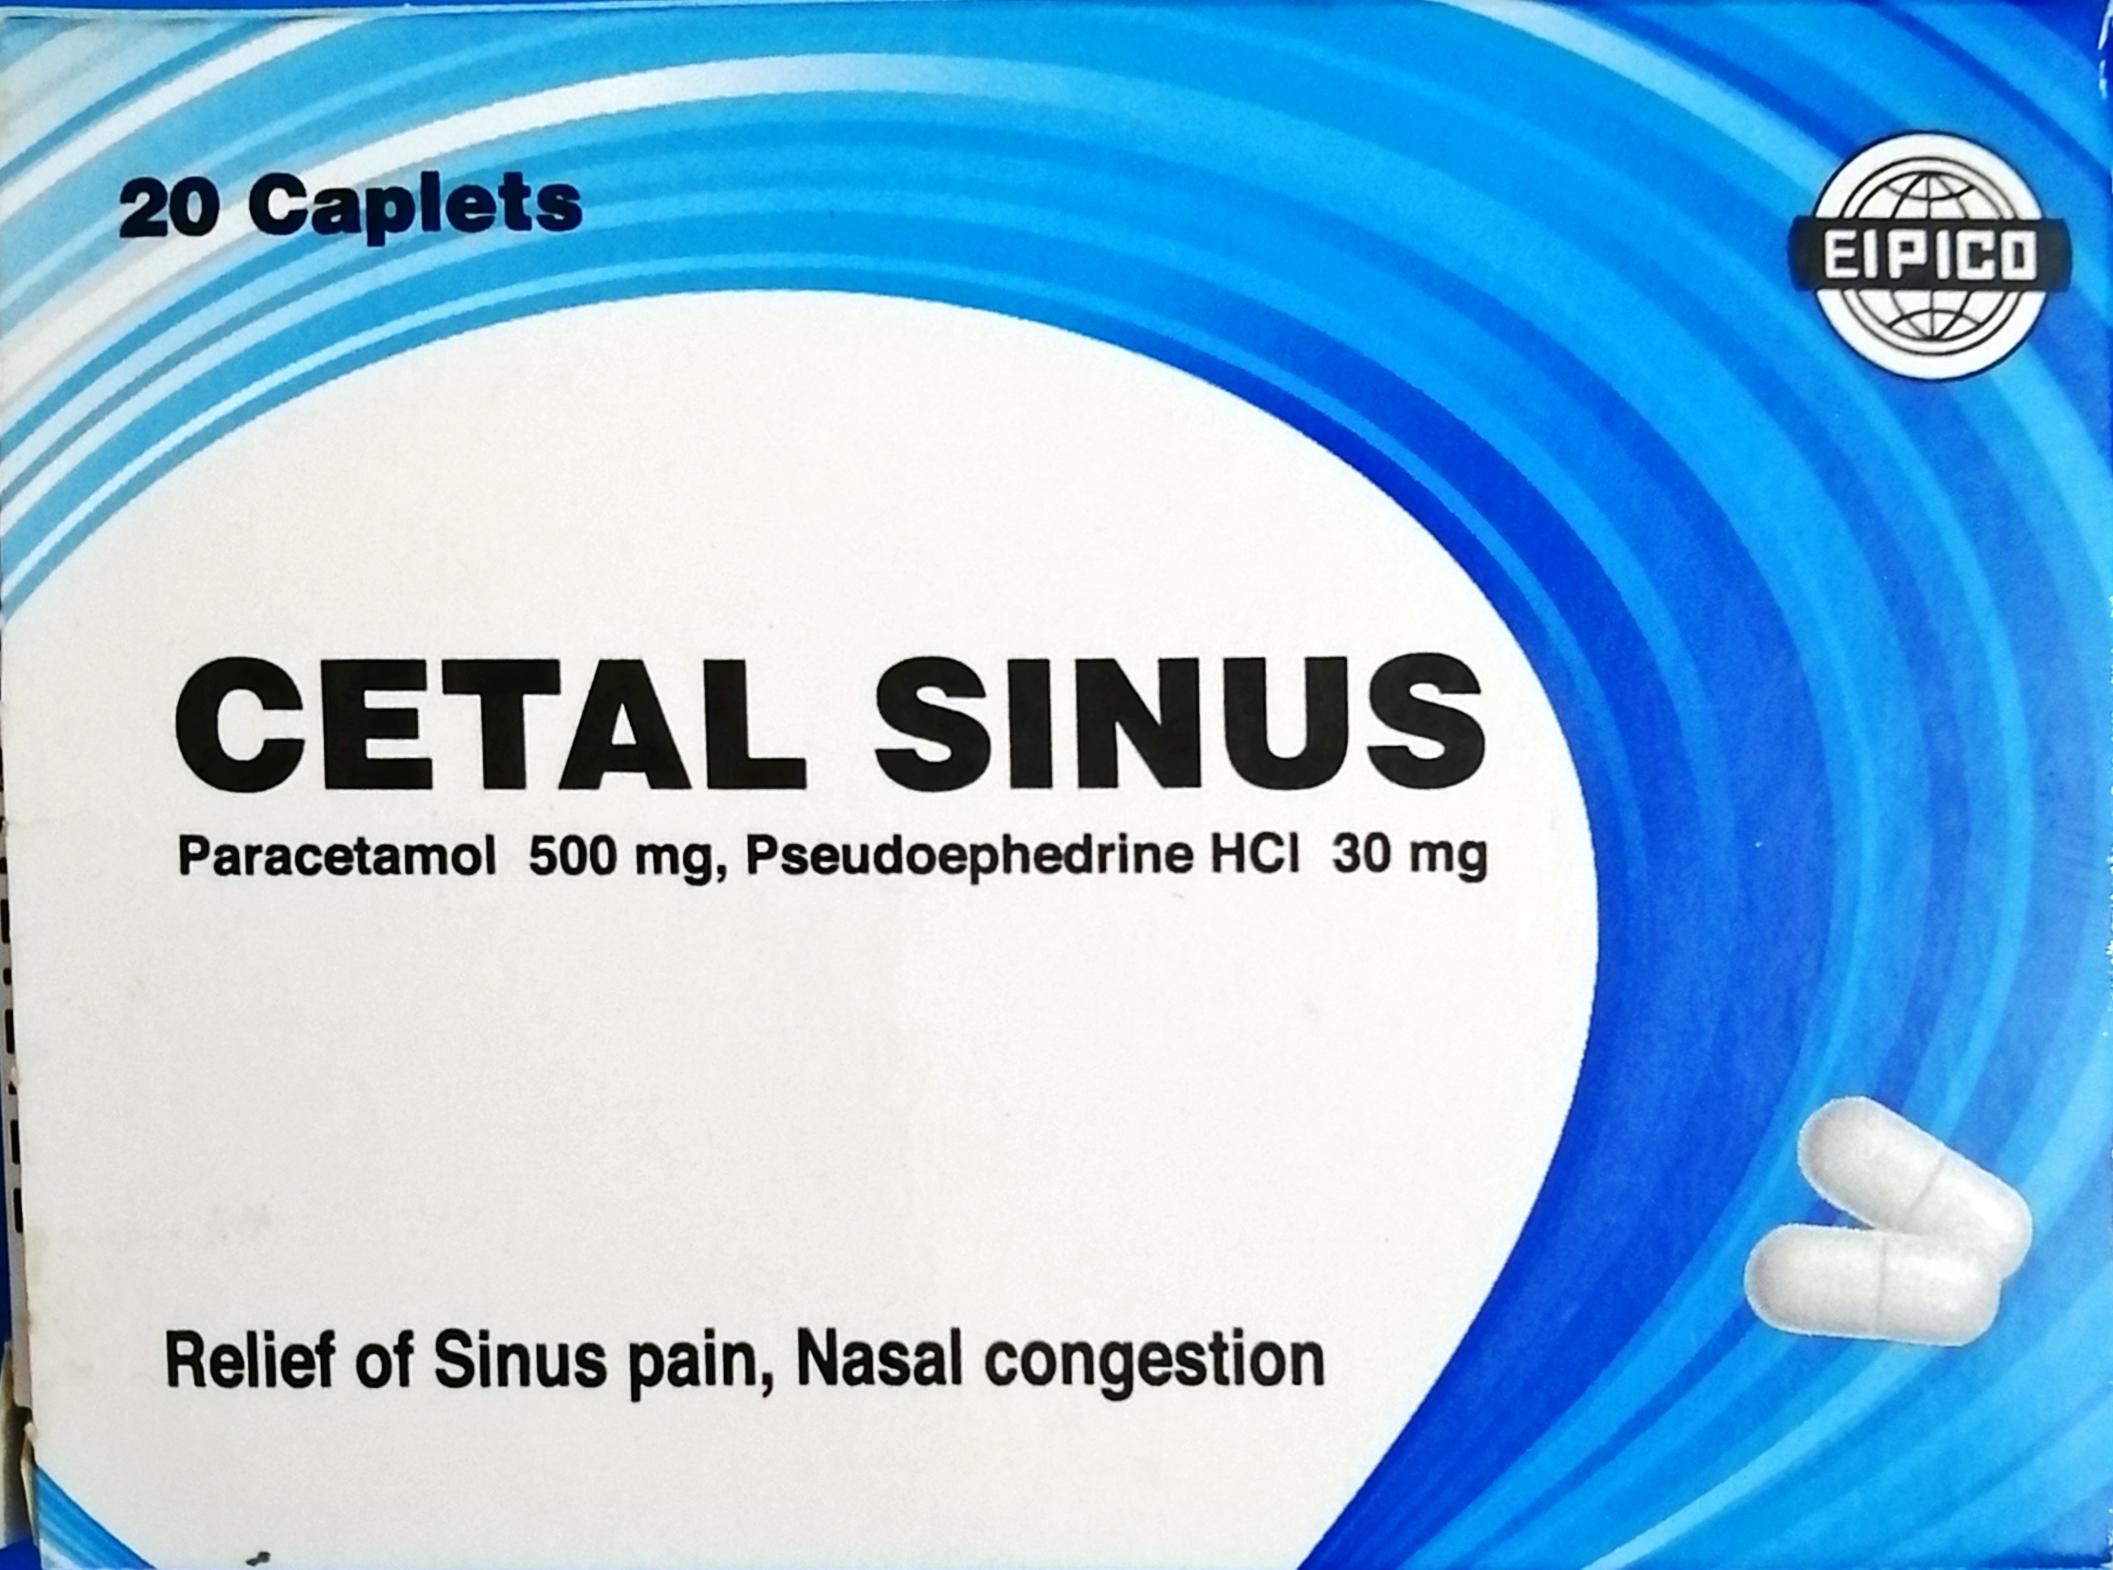 20 Caplets
EIPICO
CETAL SINUS
Paracetamol 500 mg, Pseudoephedrine HCl 30 mg
Relief of Sinus pain, Nasal congestion